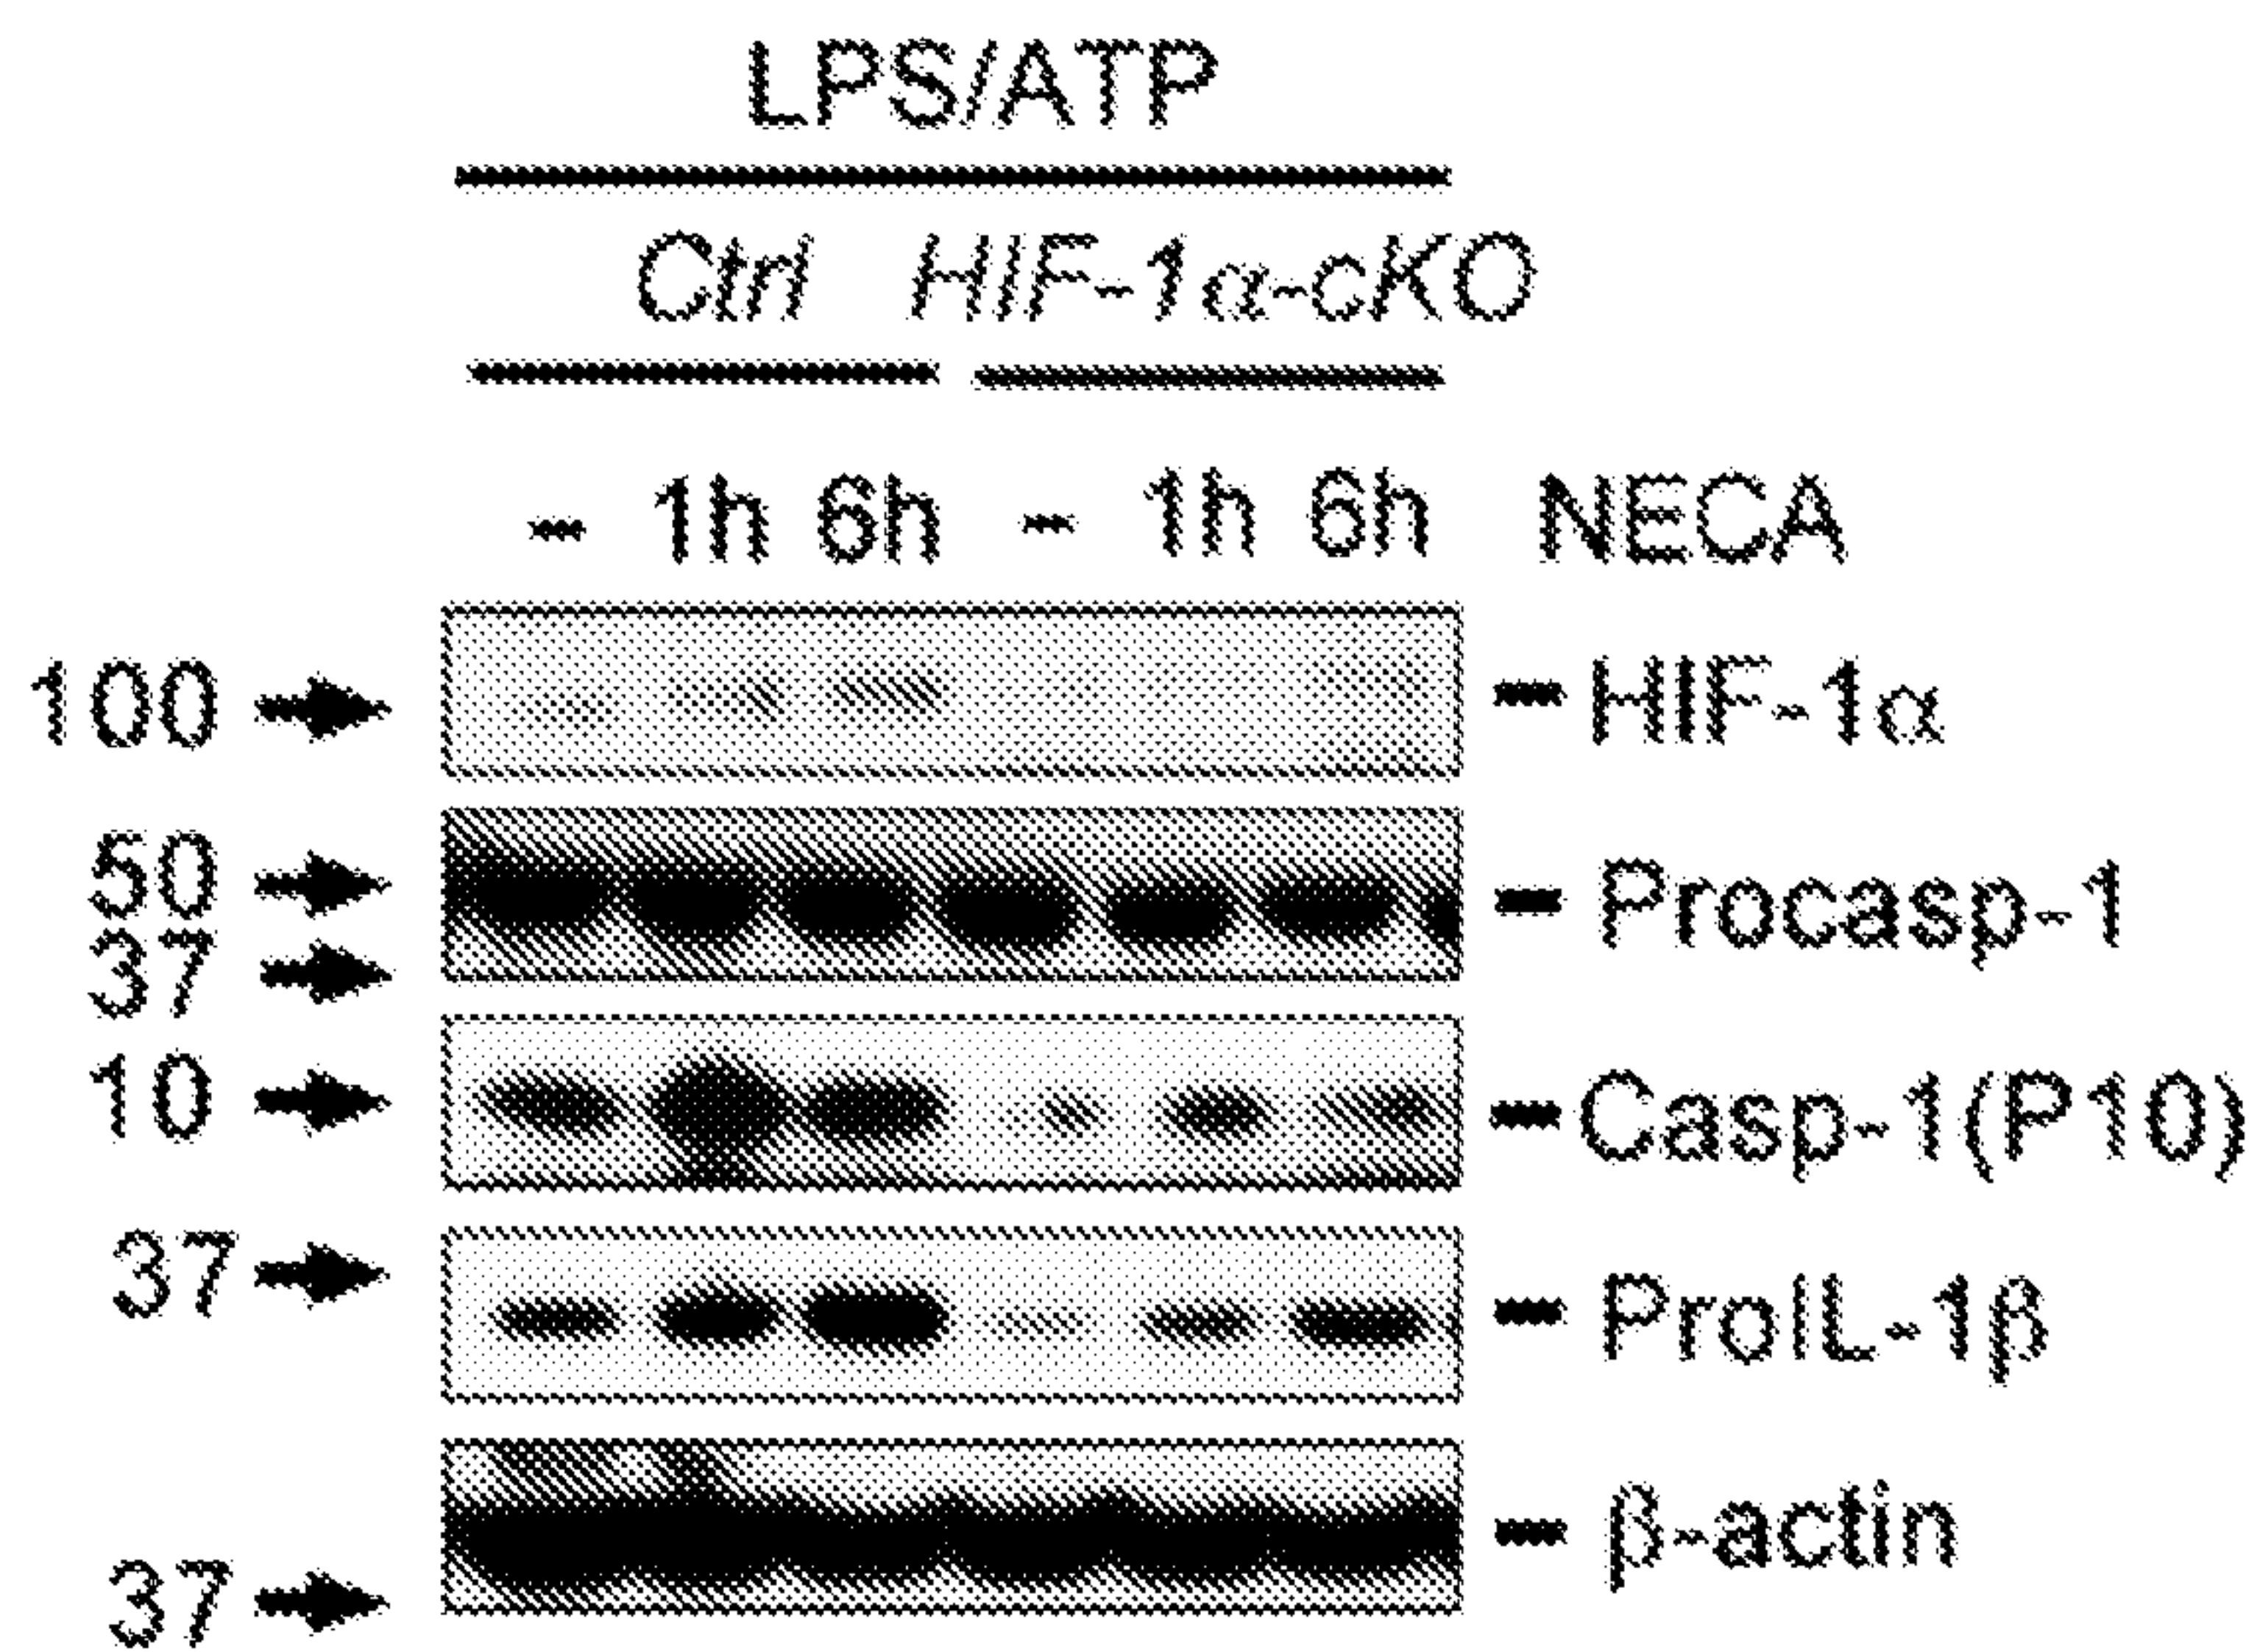 LPS/ATP
Ctrl HIF-1α-cKO
- 1h 6h - 1h 6h NECA
100 - HIF-1α
50 - Procasp-1
37
10 - Casp-1(P10)
37 - ProIL-1β
- β-actin
37